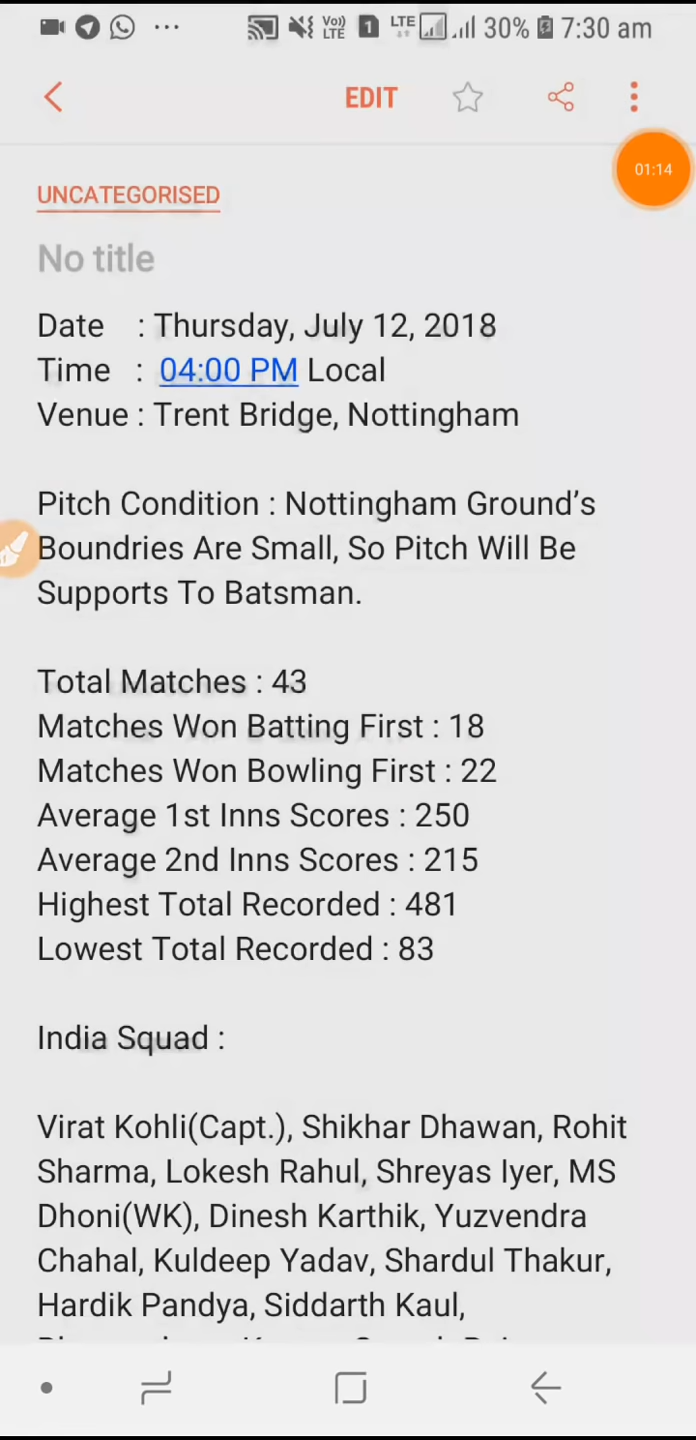 Vo) LTE 1 LTE 30% 7:30 am
EDIT
01:14
UNCATEGORISED
No title
Date : Thursday, July 12, 2018
Time : 04:00 PM Local
Venue : Trent Bridge, Nottingham
Pitch Condition : Nottingham Ground’s
Boundries Are Small, So Pitch Will Be
Supports To Batsman.
Total Matches : 43
Matches Won Batting First : 18
Matches Won Bowling First : 22
Average 1st Inns Scores : 250
Average 2nd Inns Scores : 215
Highest Total Recorded : 481
Lowest Total Recorded : 83
India Squad :
Virat Kohli(Capt.), Shikhar Dhawan, Rohit
Sharma, Lokesh Rahul, Shreyas Iyer, MS
Dhoni(WK), Dinesh Karthik, Yuzvendra
Chahal, Kuldeep Yadav, Shardul Thakur,
Hardik Pandya, Siddarth Kaul,